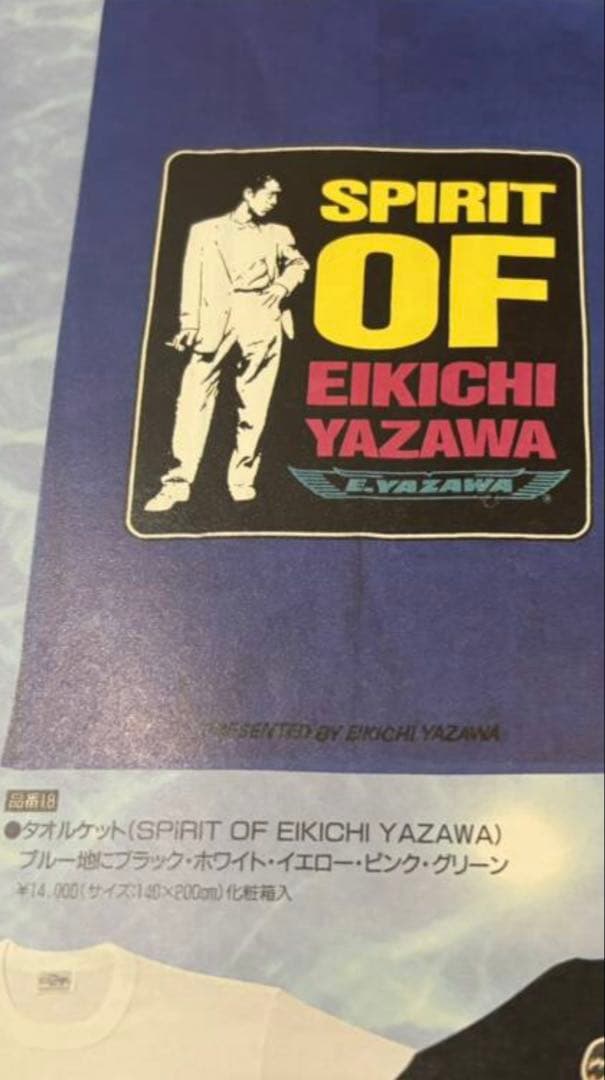 SPIRIT
OF
EIKICHI
YAZAWA
E.YAZAWA
PRESENTED BY EIKICHI YAZAWA
品番18
●タオルケット(SPIRIT OF EIKICHI YAZAWA)
ブルー地にブラック・ホワイト・イエロー・ピンク・グリーン
¥14,000(サイズ:140×200cm)化粧箱入